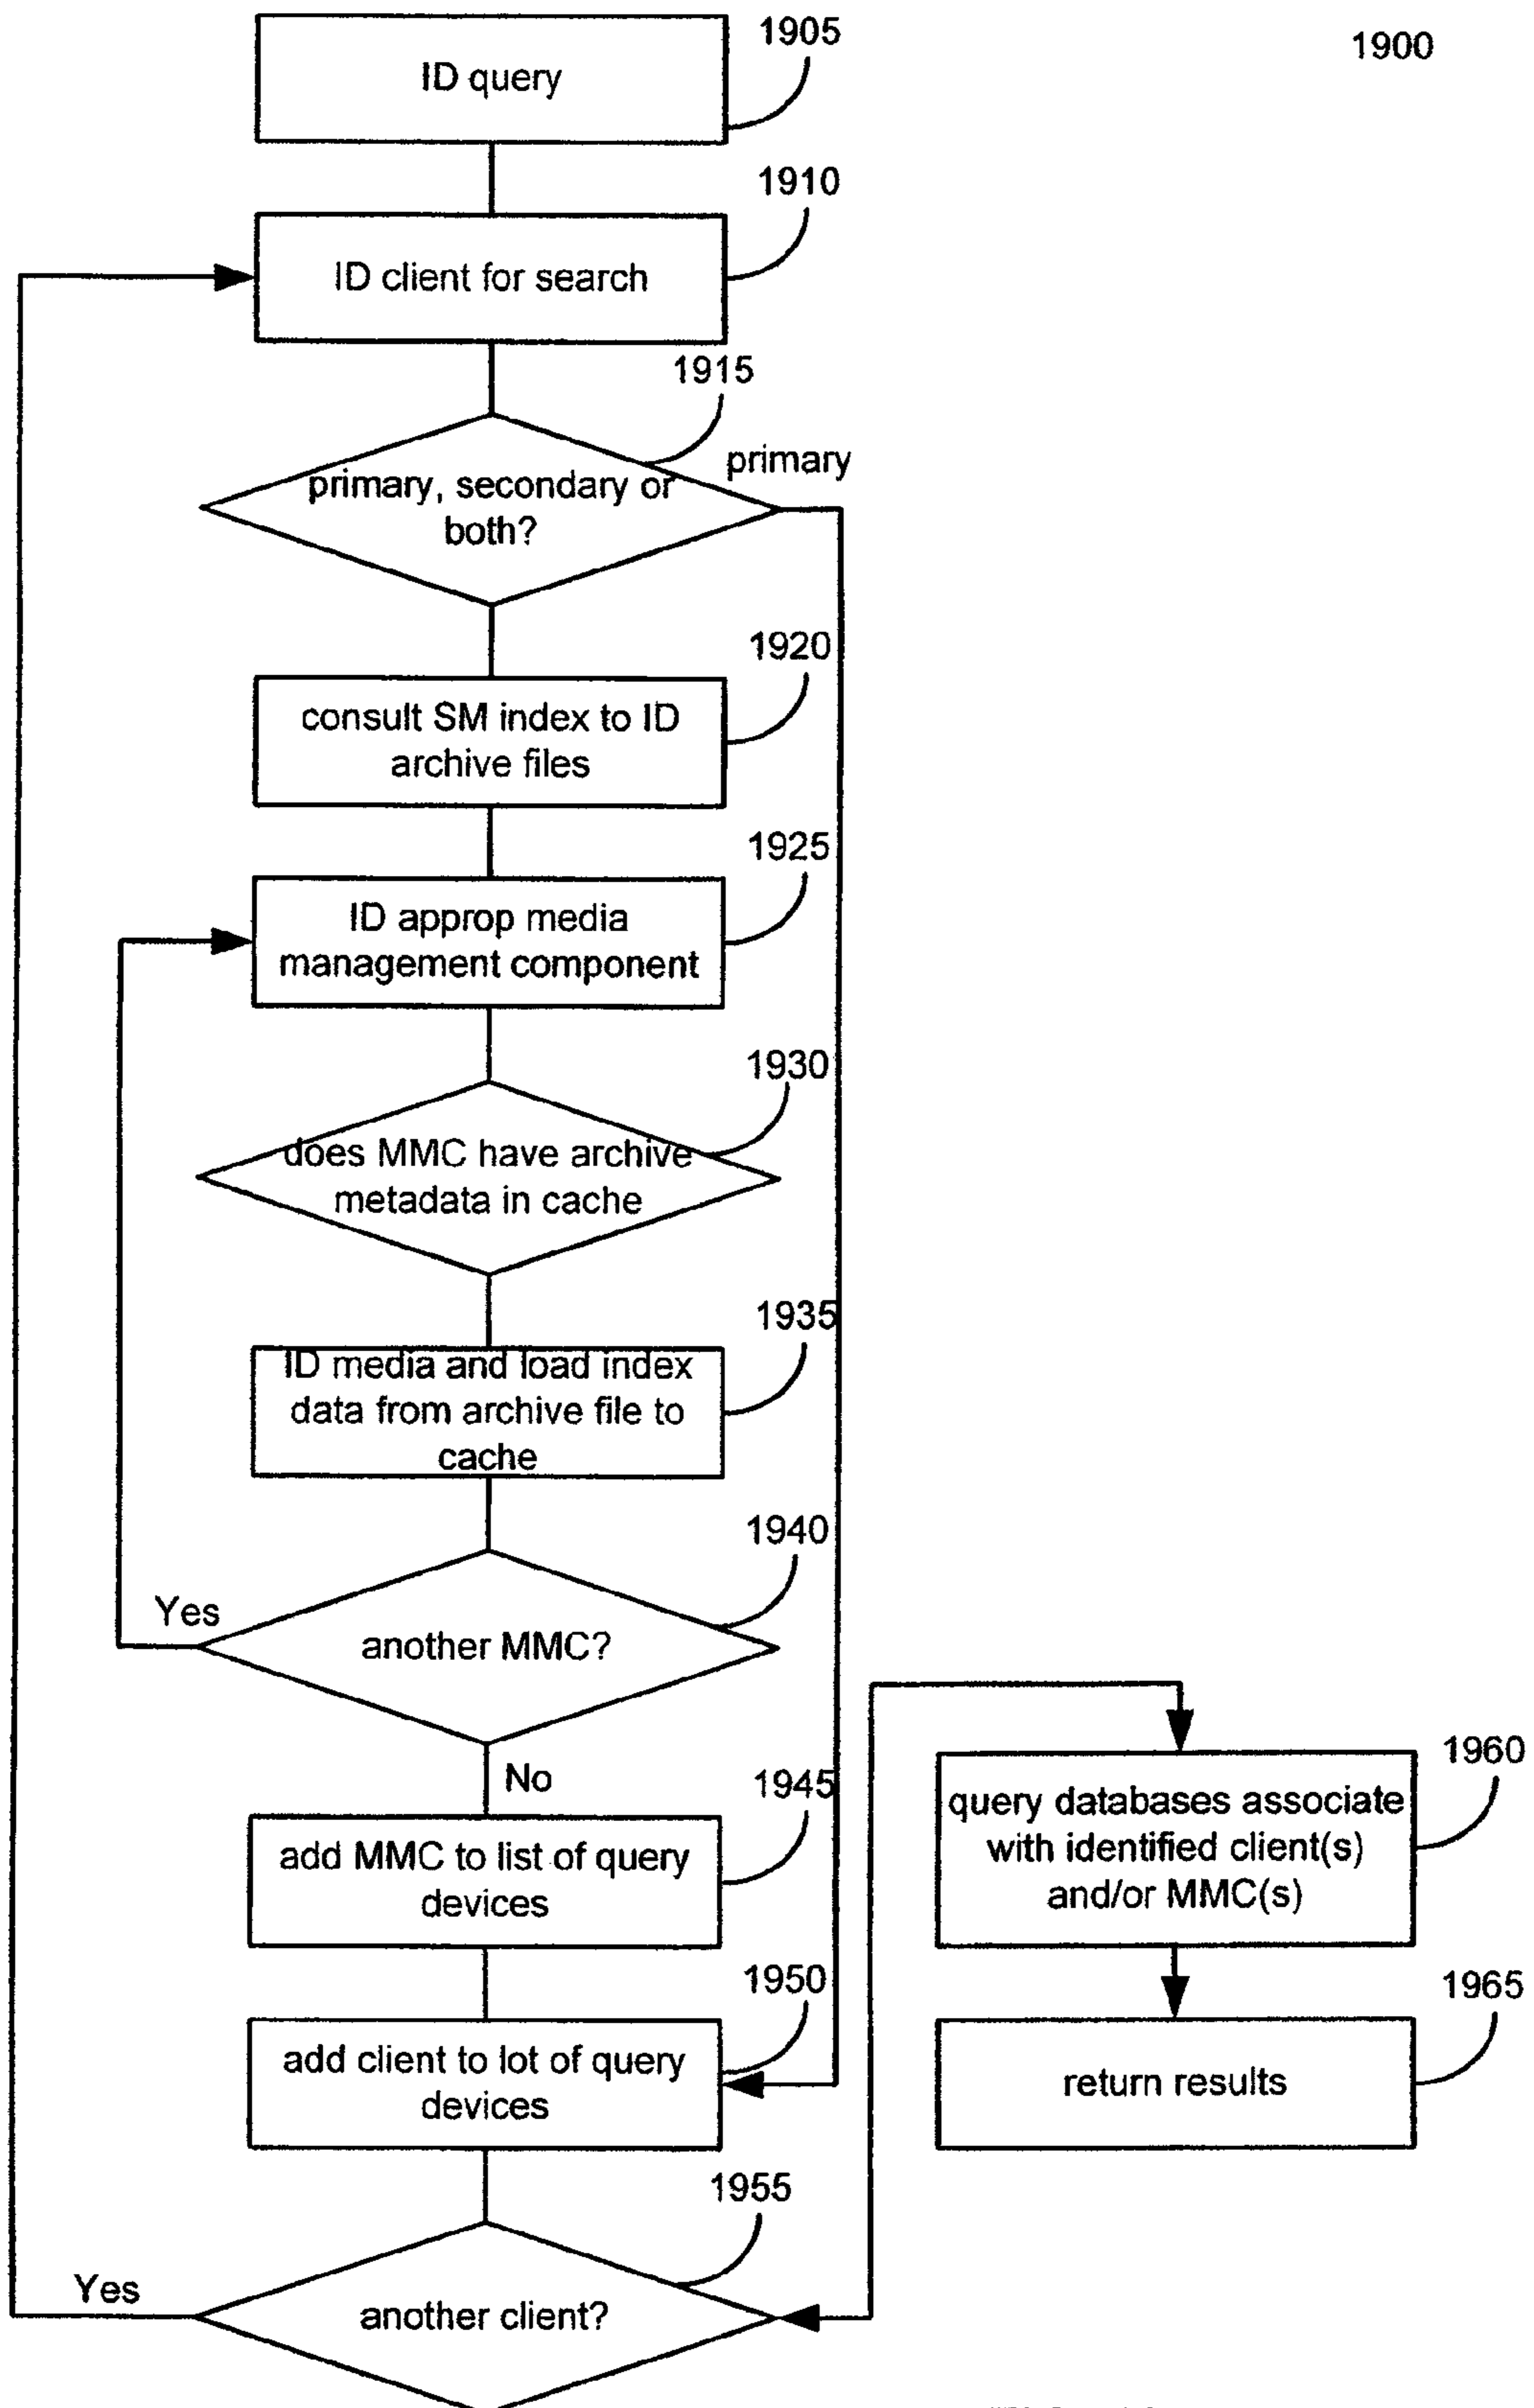 1900
1905
ID query
1910
ID client for search
1915
primary
primary, secondary or
both?
1920
consult SM index to ID
archive files
1925
ID approp media
management component
1930
does MMC have archive
metadata in cache
1935
ID media and load index
data from archive file to
cache
1940
Yes
another MMC?
No
1945
add MMC to list of query
devices
1950
add client to lot of query
devices
1955
Yes
another client?
1960
query databases associate
with identified client(s)
and/or MMC(s)
1965
return results